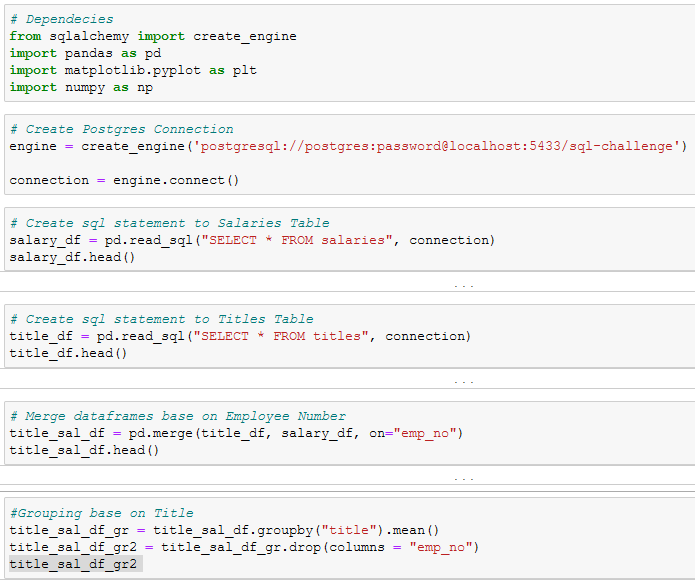 # Dependecies
from sqlalchemy import create_engine
import pandas as pd
import matplotlib.pyplot as plt
import numpy as np
# Create Postgres Connection
engine = create_engine('postgresql://postgres:password@localhost:5433/sql-challenge')
connection = engine.connect()
# Create sql statement to Salaries Table
salary_df = pd.read_sql("SELECT * FROM salaries", connection)
salary_df.head()
...
# Create sql statement to Titles Table
title_df = pd.read_sql("SELECT * FROM titles", connection)
title_df.head()
...
# Merge dataframes base on Employee Number
title_sal_df = pd.merge(title_df, salary_df, on="emp_no")
title_sal_df.head()
...
#Grouping base on Title
title_sal_df_gr = title_sal_df.groupby("title").mean()
title_sal_df_gr2 = title_sal_df_gr.drop(columns = "emp_no")
title_sal_df_gr2